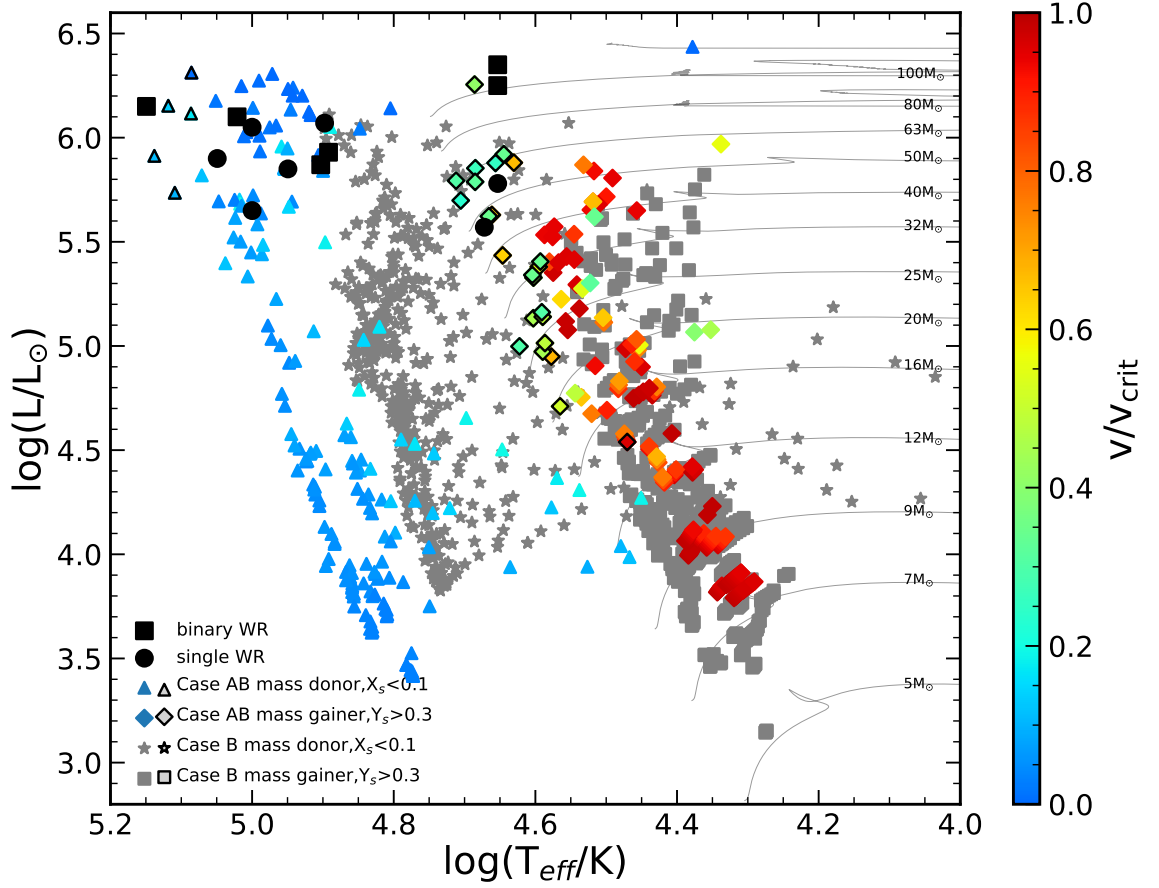 6.5
6.0
5.5
5.0
4.5
4.0
3.5
3.0
log(L/L⊙)
5.2 5.0 4.8 4.6 4.4 4.2 4.0
log(T_eff/K)
100M⊙
80M⊙
63M⊙
50M⊙
40M⊙
32M⊙
25M⊙
20M⊙
16M⊙
12M⊙
9M⊙
7M⊙
5M⊙
binary WR
single WR
Case AB mass donor,X_s<0.1
Case AB mass gainer,Y_s>0.3
Case B mass donor,X_s<0.1
Case B mass gainer,Y_s>0.3
1.0
0.8
0.6
0.4
0.2
0.0
v/v_crit